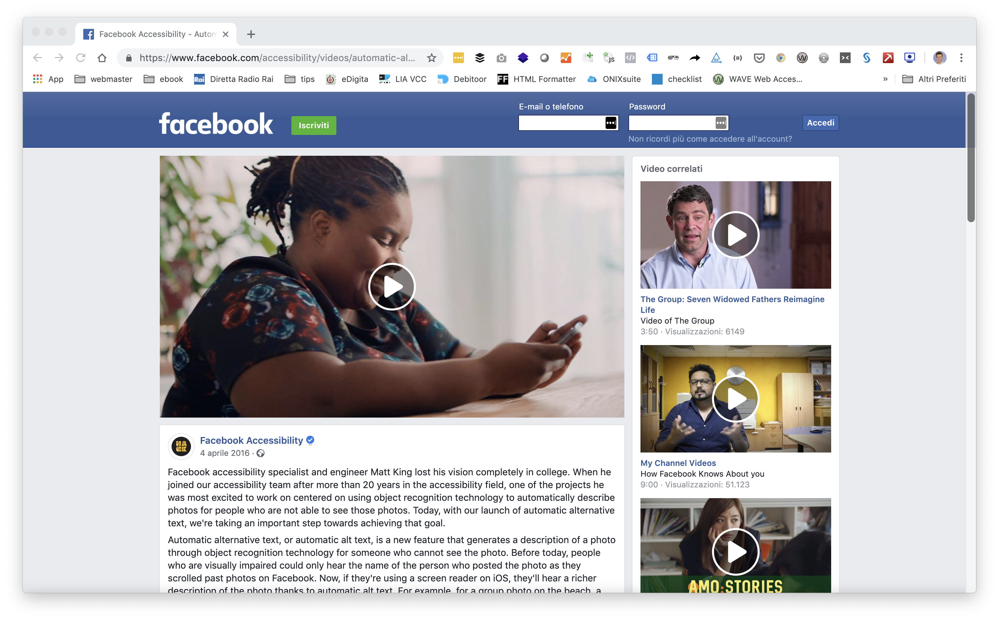 Facebook Accessibility - Autom
https://www.facebook.com/accessibility/videos/automatic-al...
App webmaster ebook Rai Diretta Radio Rai tips eDigita LIA VCC Debitoor FF HTML Formatter OS ONIXsuite checklist WAVE Web Acces... » Altri Preferiti
facebook
Iscriviti
E-mail o telefono
Password
Accedi
Non ricordi più come accedere all'account?
HA
CK
Facebook Accessibility
4 aprile 2016 ·
Facebook accessibility specialist and engineer Matt King lost his vision completely in college. When he
joined our accessibility team after more than 20 years in the accessibility field, one of the projects he
was most excited to work on centered on using object recognition technology to automatically describe
photos for people who are not able to see those photos. Today, with our launch of automatic alternative
text, we're taking an important step towards achieving that goal.
Automatic alternative text, or automatic alt text, is a new feature that generates a description of a photo
through object recognition technology for someone who cannot see the photo. Before today, people
who are visually impaired could only hear the name of the person who posted the photo as they
scrolled past photos on Facebook. Now, if they're using a screen reader on iOS, they'll hear a richer
description of the photo thanks to automatic alt text. For example, for a group photo on the beach, a
Video correlati
The Group: Seven Widowed Fathers Reimagine
Life
Video of The Group
3:50 · Visualizzazioni: 6149
My Channel Videos
How Facebook Knows About you
9:00 · Visualizzazioni: 51.123
AMO:STORIES